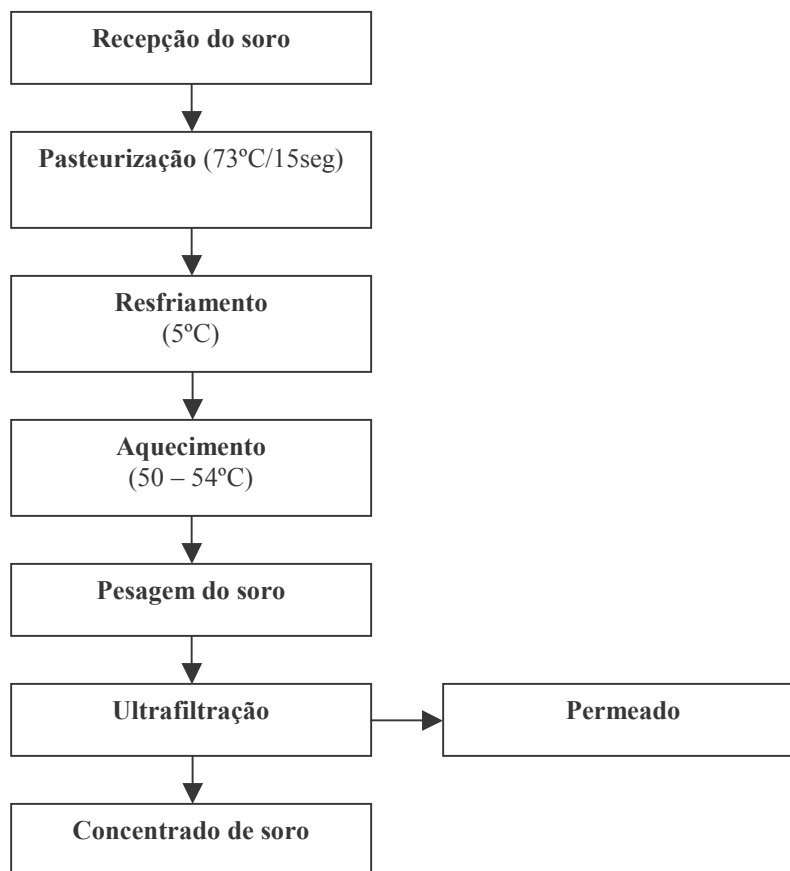 Recepção do soro
Pasteurização (73ºC/15seg)
Resfriamento
(5ºC)
Aquecimento
(50 – 54ºC)
Pesagem do soro
Ultrafiltração
Permeado
Concentrado de soro